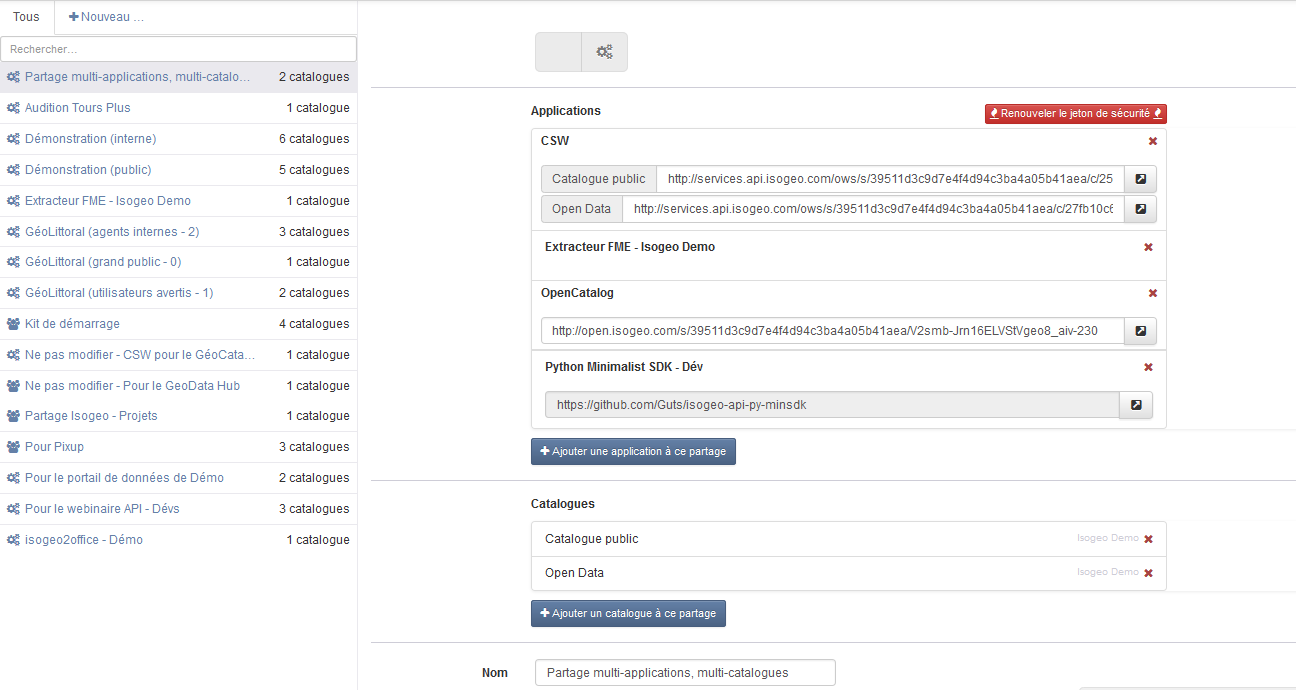 Tous
Nouveau ...
Rechercher...
Partage multi-applications, multi-catalo... 2 catalogues
Audition Tours Plus 1 catalogue
Démonstration (interne) 6 catalogues
Démonstration (public) 5 catalogues
Extracteur FME - Isogeo Demo 1 catalogue
GéoLittoral (agents internes - 2) 3 catalogues
GéoLittoral (grand public - 0) 1 catalogue
GéoLittoral (utilisateurs avertis - 1) 2 catalogues
Kit de démarrage 4 catalogues
Ne pas modifier - CSW pour le GéoCata... 1 catalogue
Ne pas modifier - Pour le GeoData Hub 1 catalogue
Partage Isogeo - Projets 1 catalogue
Pour Pixup 3 catalogues
Pour le portail de données de Démo 2 catalogues
Pour le webinaire API - Dévs 3 catalogues
isogeo2office - Démo 1 catalogue
Applications
Renouveler le jeton de sécurité
CSW
Catalogue public http://services.api.isogeo.com/ows/s/39511d3c9d7e4f4d94c3ba4a05b41aea/c/25
Open Data http://services.api.isogeo.com/ows/s/39511d3c9d7e4f4d94c3ba4a05b41aea/c/27fb10c6
Extracteur FME - Isogeo Demo
OpenCatalog
http://open.isogeo.com/s/39511d3c9d7e4f4d94c3ba4a05b41aea/V2smb-Jrn16ELVStVgeo8_aiv-230
Python Minimalist SDK - Dév
https://github.com/Guts/isogeo-api-py-minsdk
Ajouter une application à ce partage
Catalogues
Catalogue public Isogeo Demo
Open Data Isogeo Demo
Ajouter un catalogue à ce partage
Nom Partage multi-applications, multi-catalogues